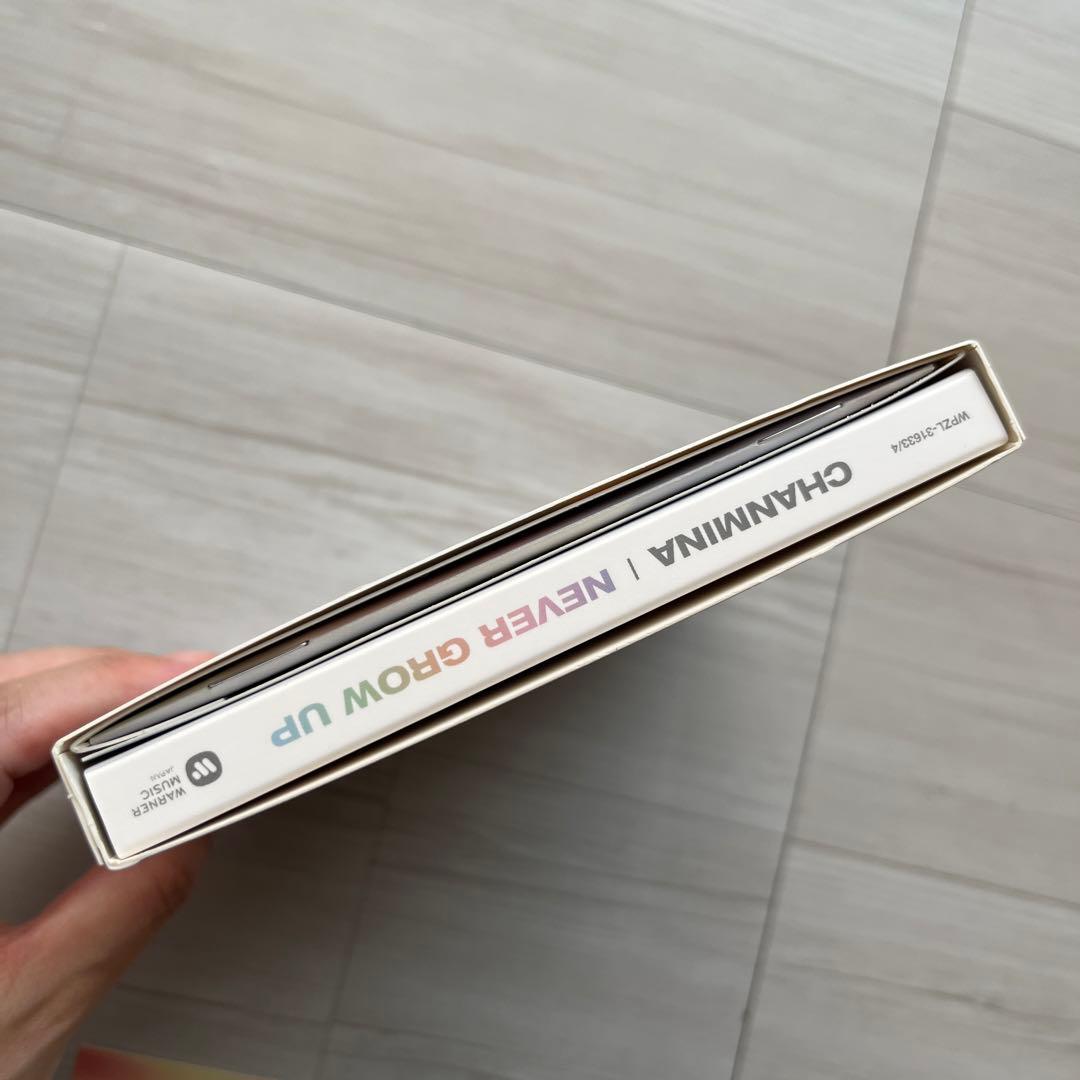 WPZL-31633/4
CHANMINA | NEVER GROW UP
WARNER
MUSIC
JAPAN